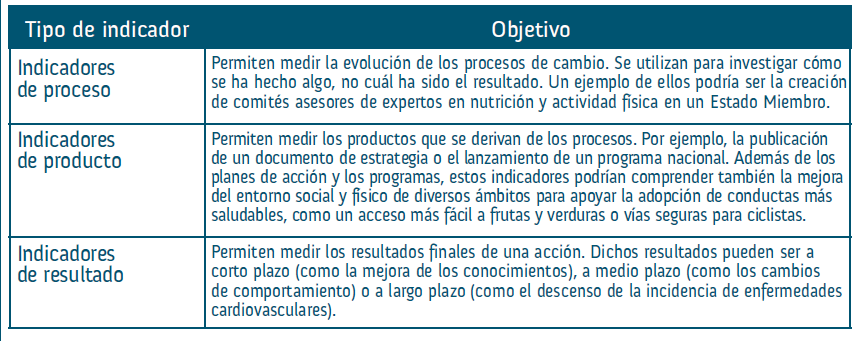 Tipo de indicador
Objetivo
Indicadores
de proceso
Permiten medir la evolución de los procesos de cambio. Se utilizan para investigar cómo
se ha hecho algo, no cuál ha sido el resultado. Un ejemplo de ellos podría ser la creación
de comités asesores de expertos en nutrición y actividad física en un Estado Miembro.
Indicadores
de producto
Permiten medir los productos que se derivan de los procesos. Por ejemplo, la publicación
de un documento de estrategia o el lanzamiento de un programa nacional. Además de los
planes de acción y los programas, estos indicadores podrían comprender también la mejora
del entorno social y físico de diversos ámbitos para apoyar la adopción de conductas más
saludables, como un acceso más fácil a frutas y verduras o vías seguras para ciclistas.
Indicadores
de resultado
Permiten medir los resultados finales de una acción. Dichos resultados pueden ser a
corto plazo (como la mejora de los conocimientos), a medio plazo (como los cambios
de comportamiento) o a largo plazo (como el descenso de la incidencia de enfermedades
cardiovasculares).